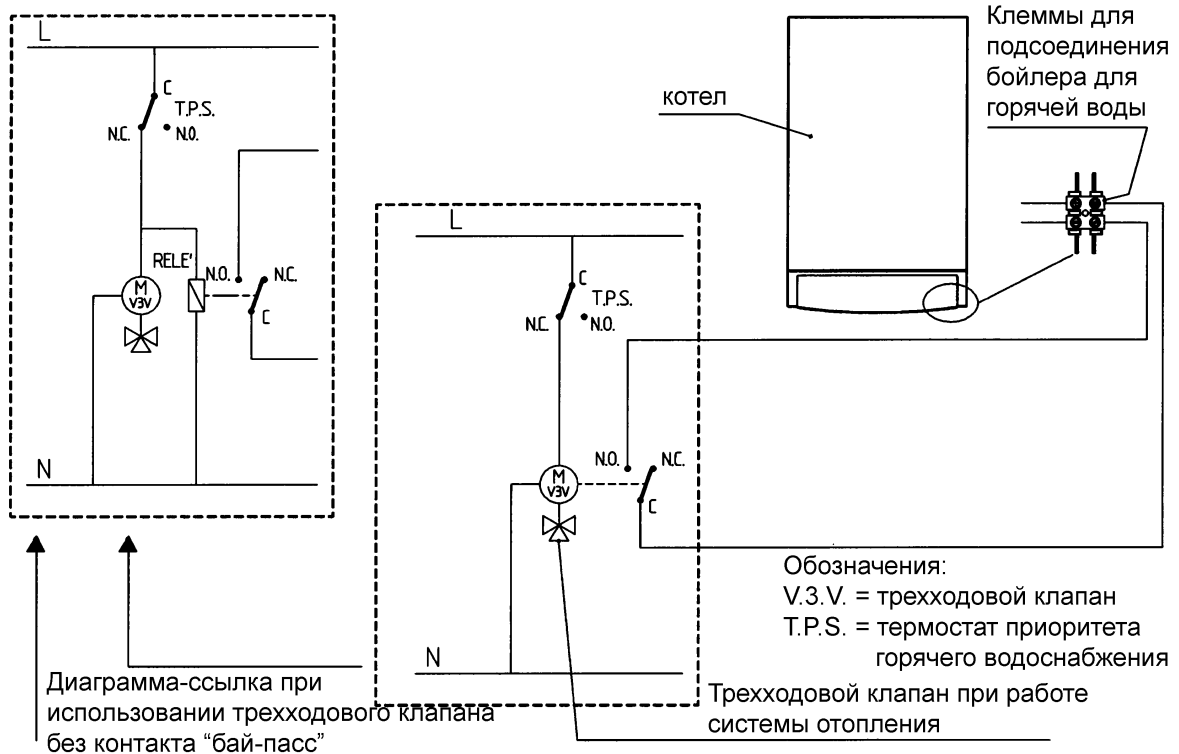 L
C
T.P.S.
N.C.
N.O.
RELE'
N.O.
N.C.
M
V3V
C
N
Диаграмма-ссылка при
использовании трехходового клапана
без контакта “бай-пасс”
L
C
T.P.S.
N.C.
N.O.
N.O.
N.C.
M
V3V
C
N
котел
Клеммы для
подсоединения
бойлера для
горячей воды
Обозначения:
V.3.V. = трехходовой клапан
T.P.S. = термостат приоритета
горячего водоснабжения
Трехходовой клапан при работе
системы отопления